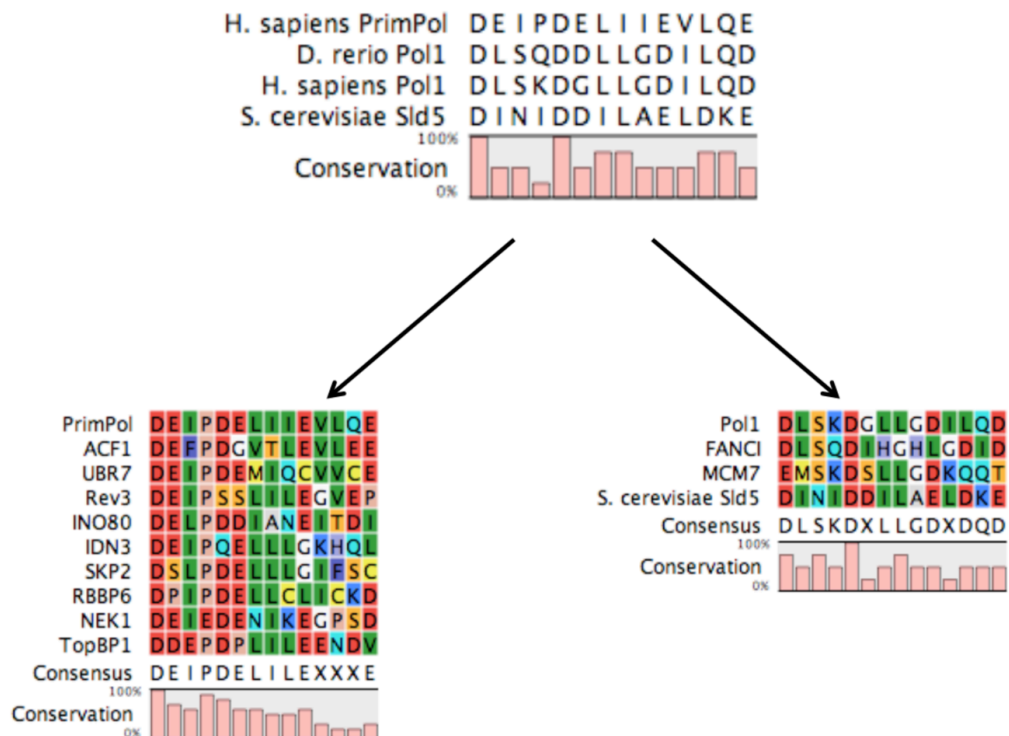 H. sapiens PrimPol DEIPDELIIEVLQE
D. rerio Pol1 DLSQDDLLGDILQD
H. sapiens Pol1 DLSKDGLLGDILQD
S. cerevisiae Sld5 DINIDDILAELDKE
100%
Conservation
0%
PrimPol DEIPDELIIEVLQE
ACF1 DEFPDGVTLEVLEE
UBR7 DEIPDEMIQCVVCE
Rev3 DEIPSSLILEGVEP
INO80 DELPDDIANEITDI
IDN3 DEIPQELLLGKHQL
SKP2 DSLPDELLLGIFSC
RBBP6 DPIPDELLCLICKD
NEK1 DEIEDENIKEGPSD
TopBP1 DDEPDPLILEENDV
Consensus DEIPDELILEXXXE
100%
Conservation
0%
Pol1 DLSKDGLLGDILQD
FANCI DLSQDIHGHLGDID
MCM7 EMSKDSLLGDKQQT
S. cerevisiae Sld5 DINIDDILAELDKE
Consensus DLSKDXLLGDXDQD
100%
Conservation
0%